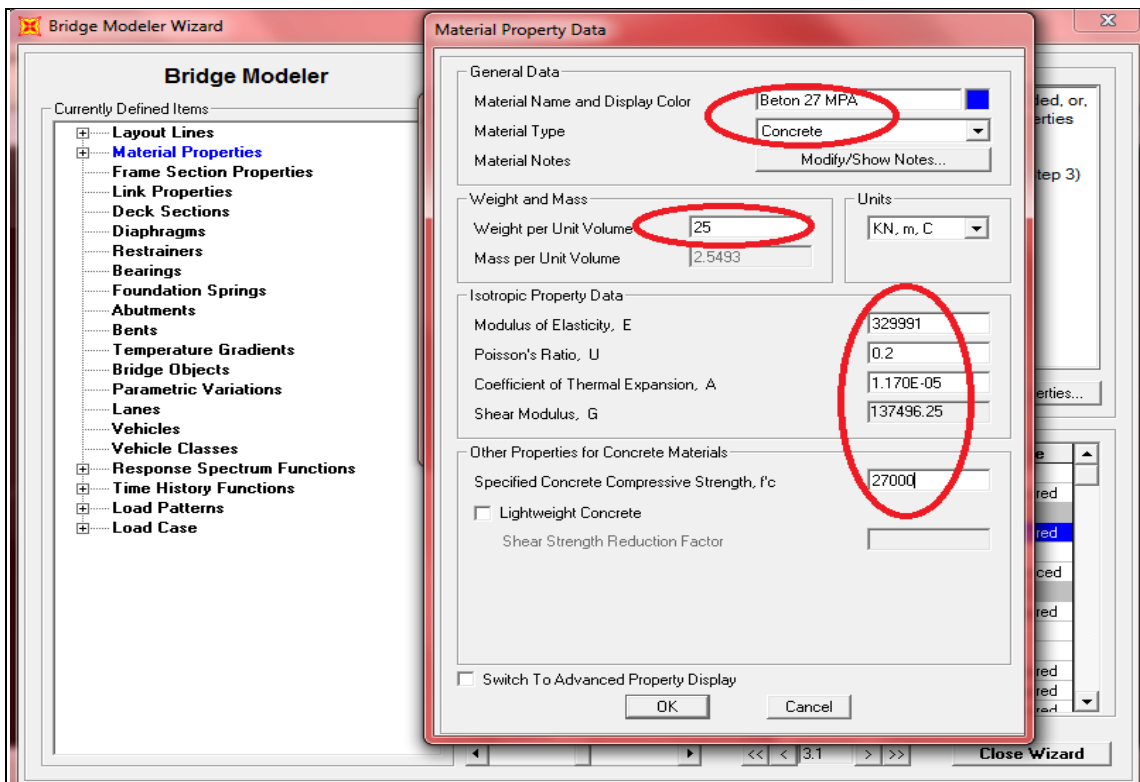 Bridge Modeler Wizard
Bridge Modeler
Currently Defined Items
Layout Lines
Material Properties
Frame Section Properties
Link Properties
Deck Sections
Diaphragms
Restrainers
Bearings
Foundation Springs
Abutments
Bents
Temperature Gradients
Bridge Objects
Parametric Variations
Lanes
Vehicles
Vehicle Classes
Response Spectrum Functions
Time History Functions
Load Patterns
Load Case
Material Property Data
General Data
Material Name and Display Color Beton 27 MPA
Material Type Concrete
Material Notes Modify/Show Notes...
Weight and Mass
Weight per Unit Volume 25
Mass per Unit Volume 2.5493
Units
KN, m, C
Isotropic Property Data
Modulus of Elasticity, E 329991
Poisson's Ratio, U 0.2
Coefficient of Thermal Expansion, A 1.170E-05
Shear Modulus, G 137496.25
Other Properties for Concrete Materials
Specified Concrete Compressive Strength, f'c 27000
Lightweight Concrete
Shear Strength Reduction Factor
Switch To Advanced Property Display
OK Cancel
<< < 3.1 > >> Close Wizard